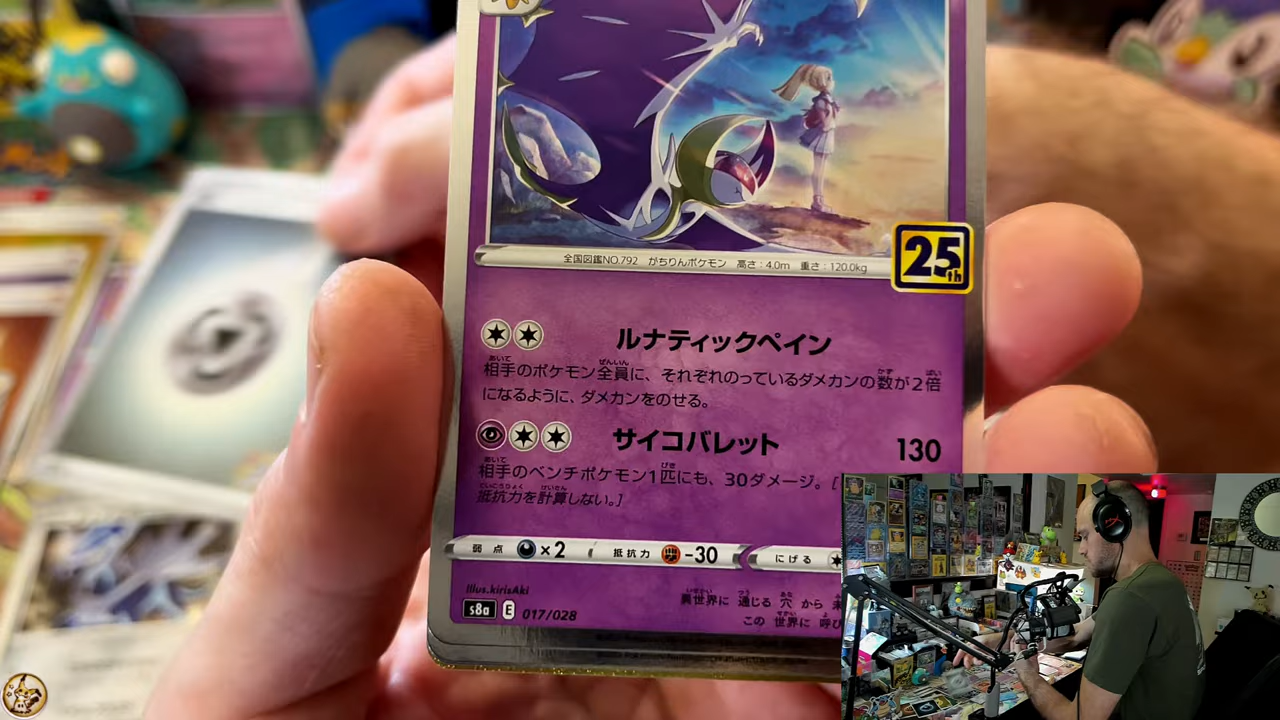 全国図鑑NO.792 がちりんポケモン 高さ:4.0m 重さ:120.0kg
25th
ルナティックペイン
相手のポケモン全員に、それぞれのっているダメカンの数が2倍
になるように、ダメカンをのせる。
サイコバレット 130
相手のベンチポケモン1匹にも、30ダメージ。[
抵抗力を計算しない。]
弱点 ×2 抵抗力 -30 にげる
Illus.kirisAki
s8a E 017/028
異世界に 通じる 穴 から
この 世界に 呼び